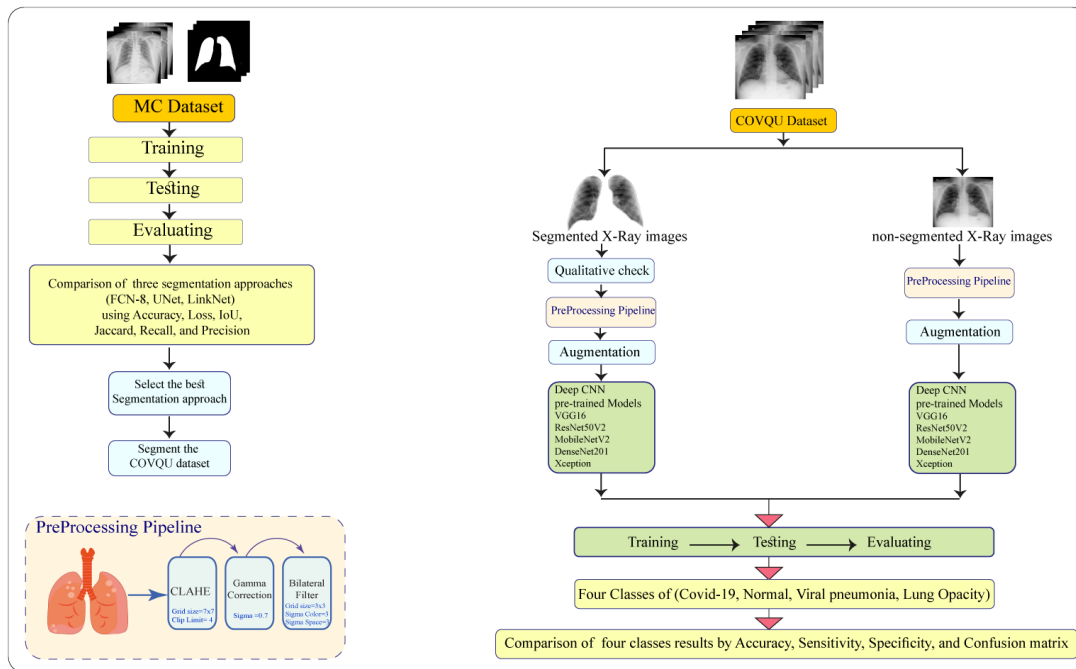 MC Dataset
Training
Testing
Evaluating
Comparison of three segmentation approaches
(FCN-8, UNet, LinkNet)
using Accuracy, Loss, IoU,
Jaccard, Recall, and Precision
Select the best
Segmentation approach
Segment the
COVQU dataset
PreProcessing Pipeline
CLAHE
Grid size=7x7
Clip Limit= 4
Gamma
Correction
Sigma =0.7
Bilateral
Filter
Grid size=3x3
Sigma Color=3
Sigma Space=3
COVQU Dataset
Segmented X-Ray images
Qualitative check
PreProcessing Pipeline
Augmentation
Deep CNN
pre-trained Models
VGG16
ResNet50V2
MobileNetV2
DenseNet201
Xception
non-segmented X-Ray images
PreProcessing Pipeline
Augmentation
Deep CNN
pre-trained Models
VGG16
ResNet50V2
MobileNetV2
DenseNet201
Xception
Training Testing Evaluating
Four Classes of (Covid-19, Normal, Viral pneumonia, Lung Opacity)
Comparison of four classes results by Accuracy, Sensitivity, Specificity, and Confusion matrix